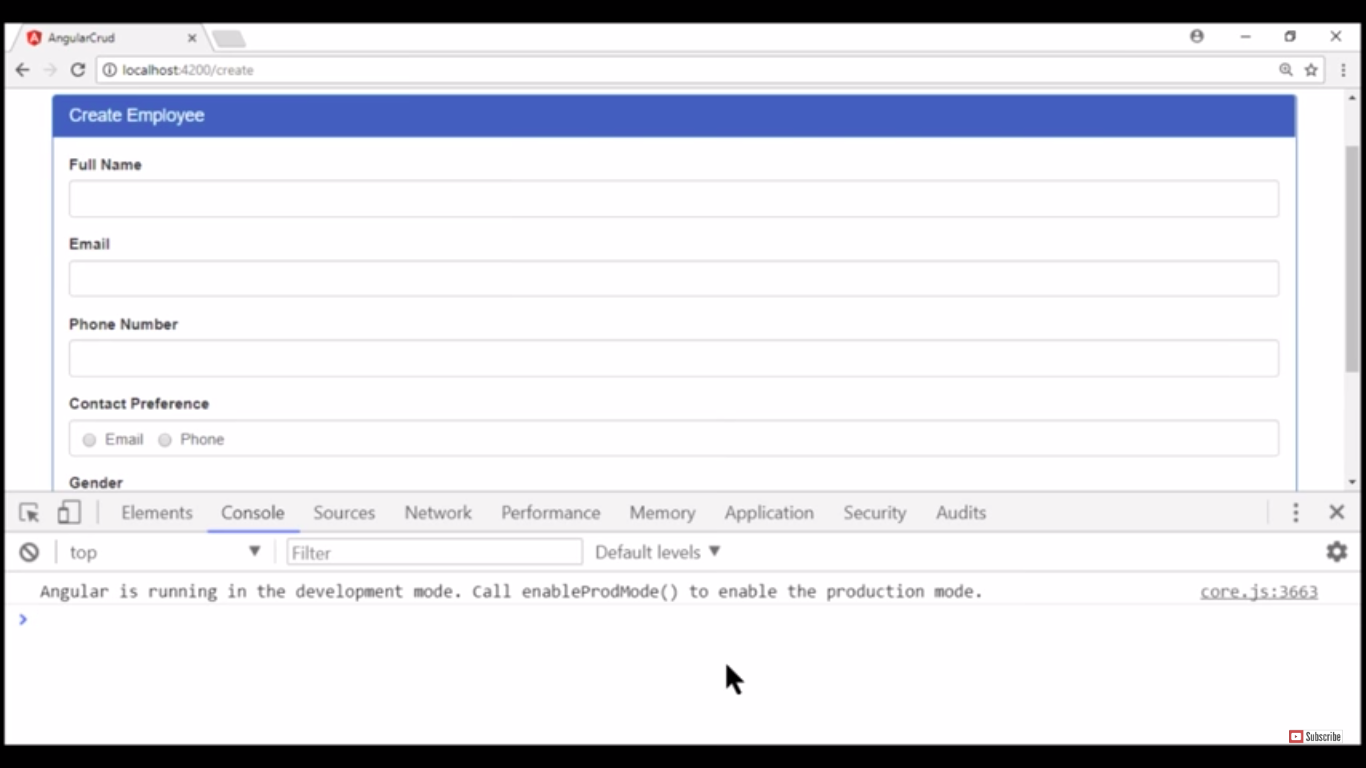 AngularCrud
localhost:4200/create
Create Employee
Full Name
Email
Phone Number
Contact Preference
Email Phone
Gender
Elements Console Sources Network Performance Memory Application Security Audits
top Filter Default levels
Angular is running in the development mode. Call enableProdMode() to enable the production mode. core.js:3663
Subscribe